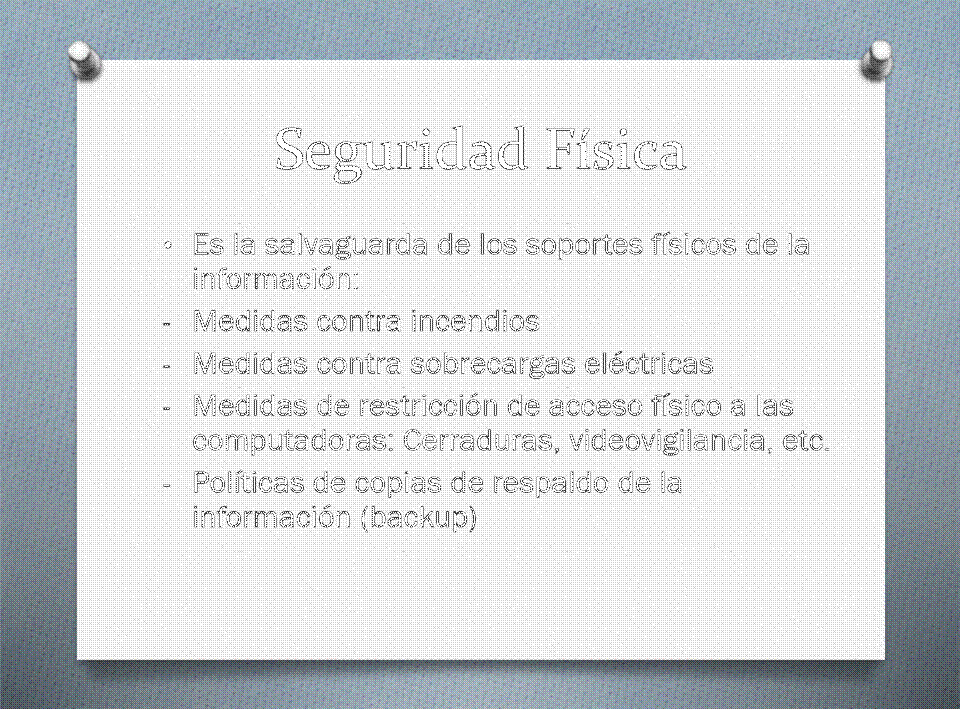 Seguridad Física
• Es la salvaguarda de los soportes físicos de la
información:
- Medidas contra incendios
- Medidas contra sobrecargas eléctricas
- Medidas de restricción de acceso físico a las
computadoras: Cerraduras, videovigilancia, etc.
- Políticas de copias de respaldo de la
información (backup)